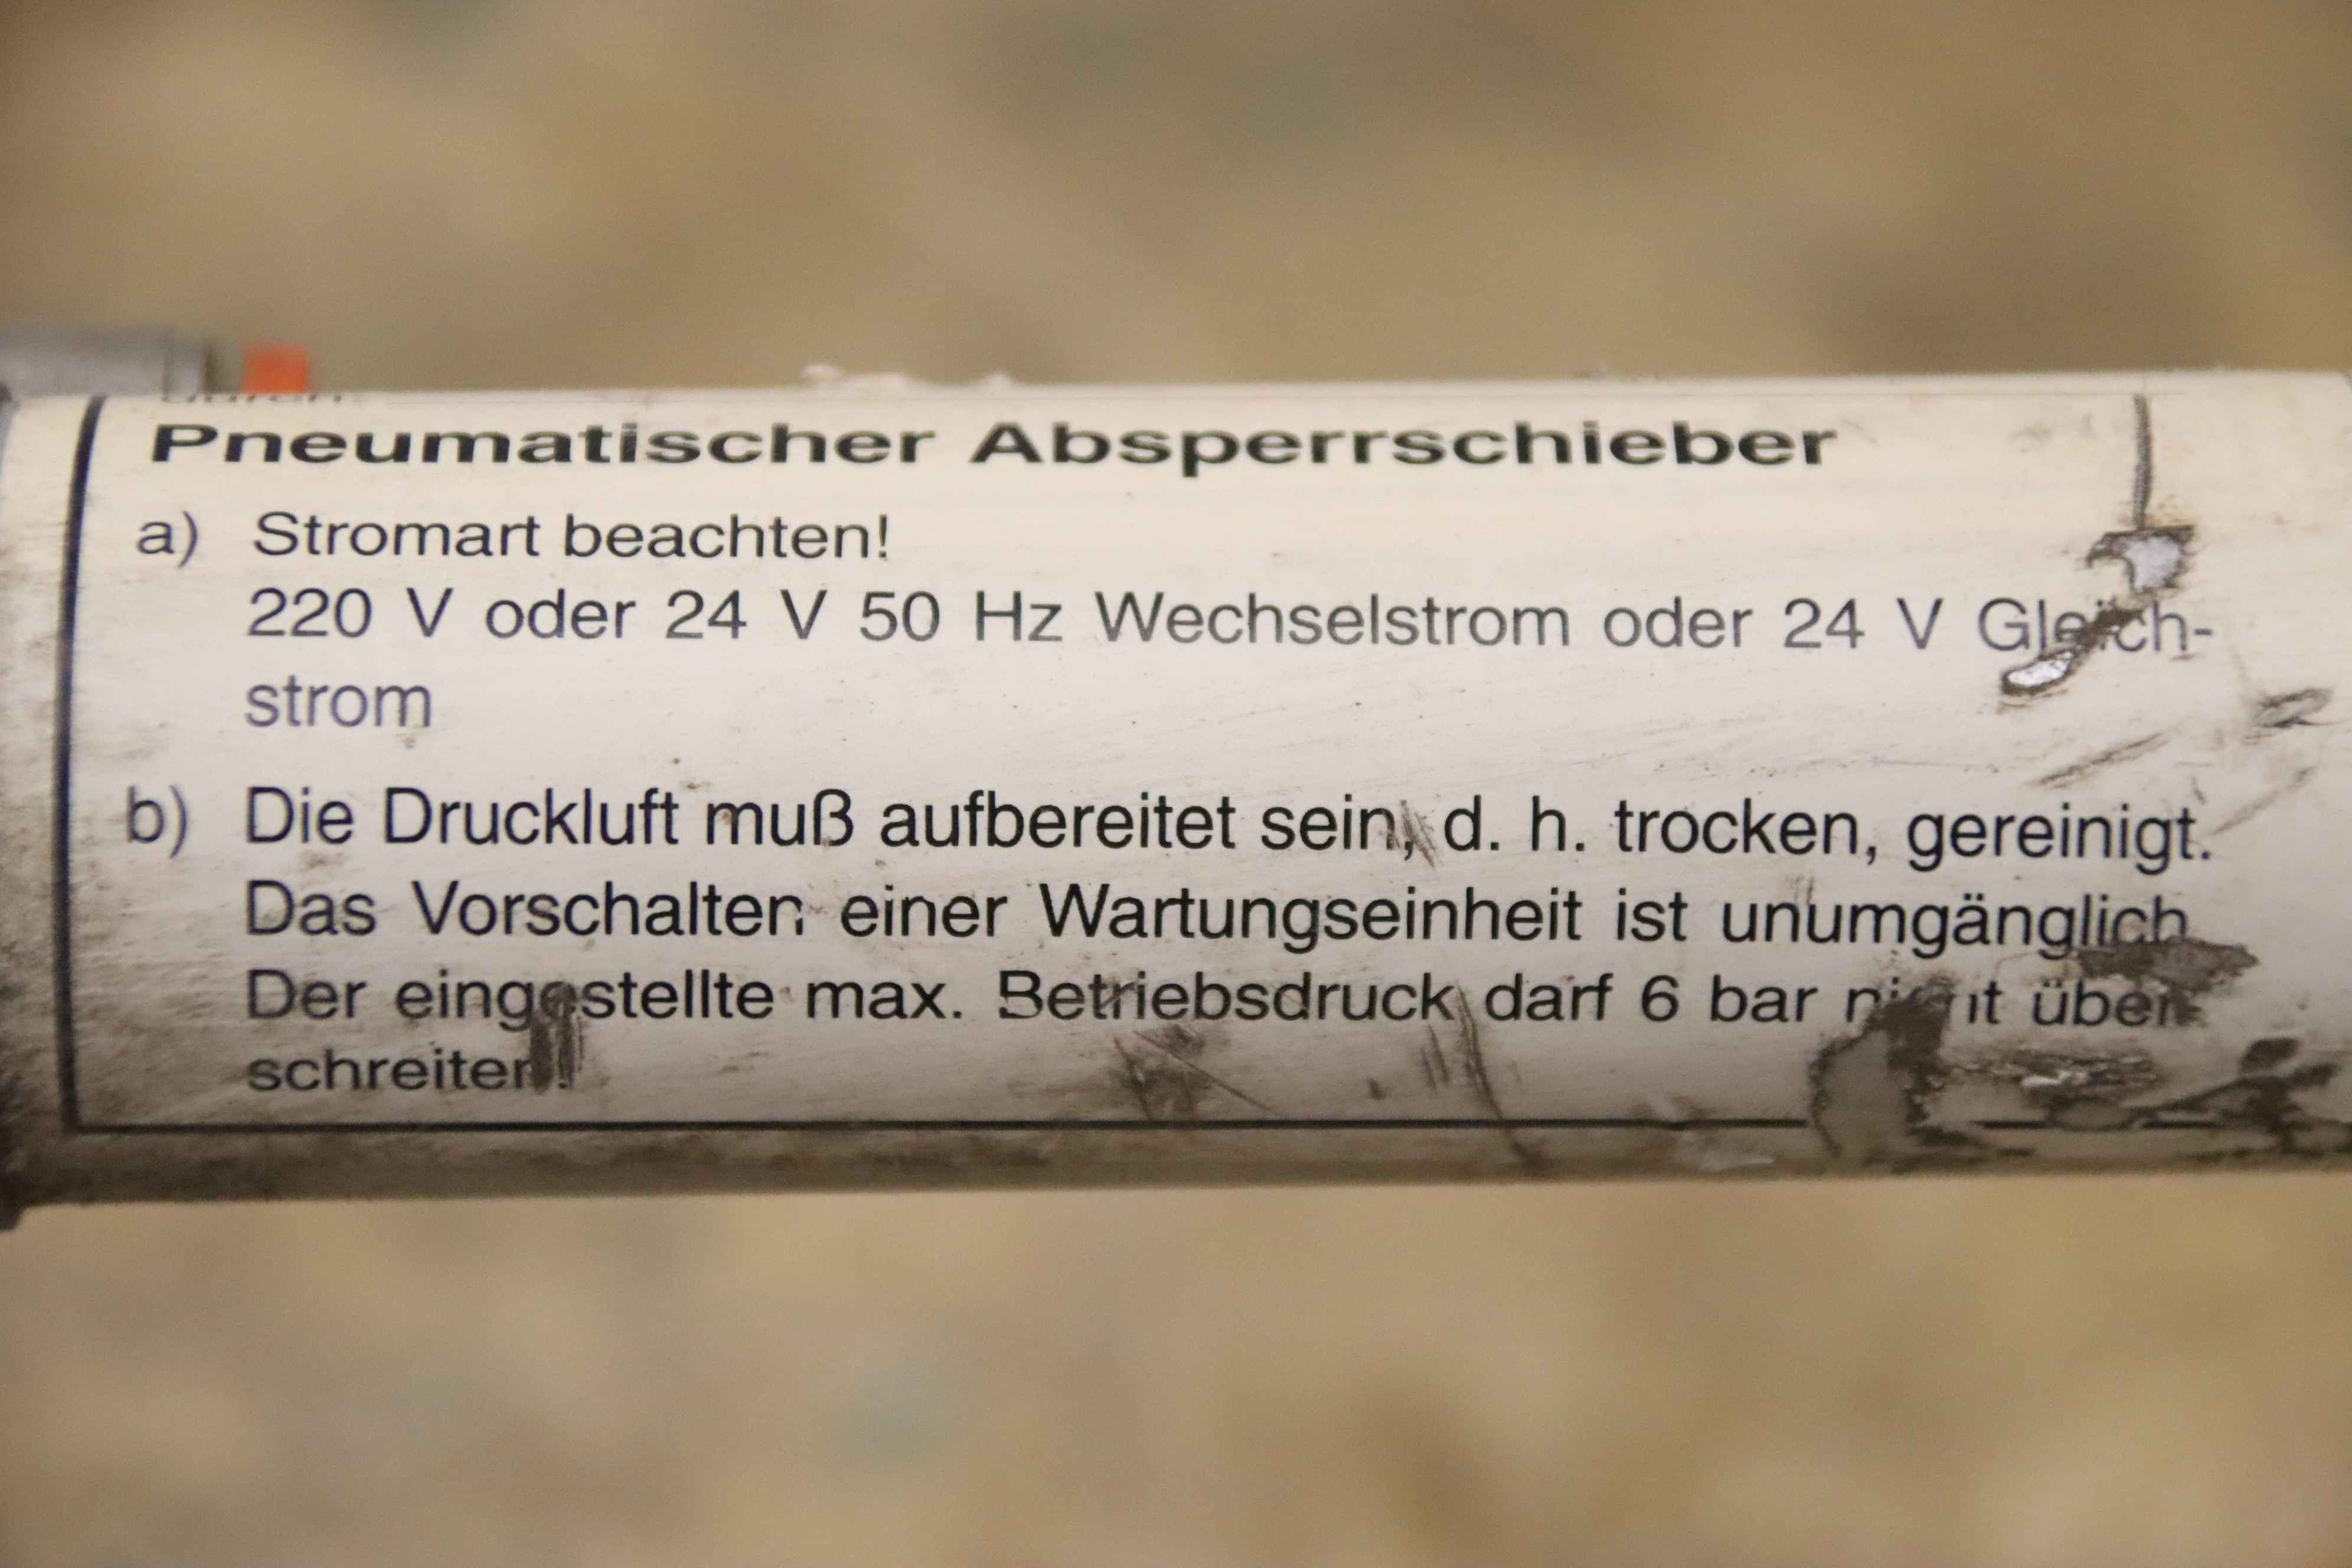 Pneumatischer Absperrschieber
a) Stromart beachten!
220 V oder 24 V 50 Hz Wechselstrom oder 24 V Gleich-
strom
b) Die Druckluft muß aufbereitet sein, d. h. trocken, gereinigt.
Das Vorschalten einer Wartungseinheit ist unumgänglich
Der eingestellte max. Betriebsdruck darf 6 bar nicht über-
schreiten!